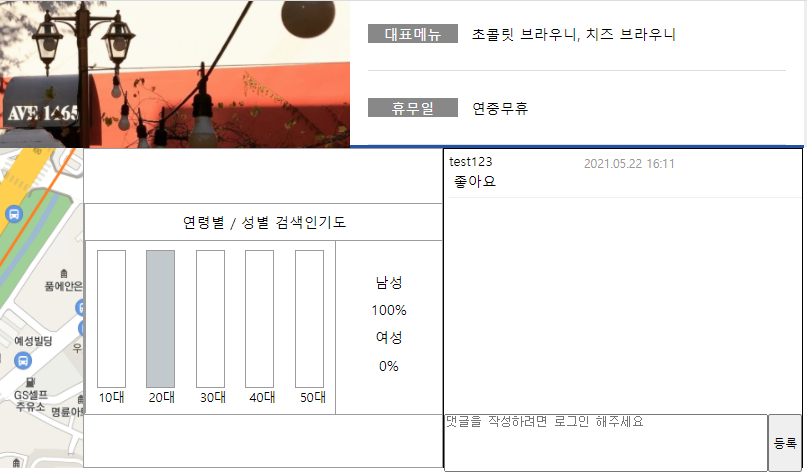 AVE 1465
대표메뉴 초콜릿 브라우니, 치즈 브라우니
휴무일 연중무휴
품에안은
예성빌딩
우
GS셀프
주유소
명륜아
연령별 / 성별 검색인기도
남성
100%
여성
0%
10대 20대 30대 40대 50대
test123 2021.05.22 16:11
좋아요
댓글을 작성하려면 로그인 해주세요
등록